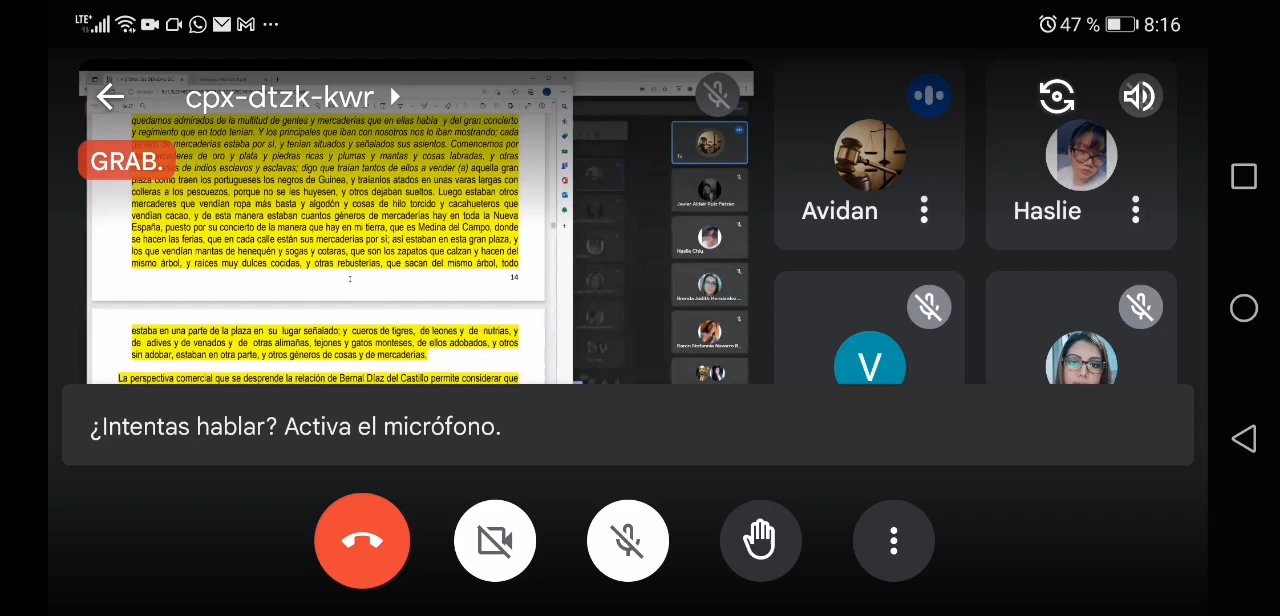 LTE+
47 %
8:16
cpx-dtzk-kwr
GRAB.
quedamos admirados de la multitud de gentes y mercaderías que en ellas había y del gran concierto
y regimiento que en todo tenían. Y los principales que iban con nosotros nos lo iban mostrando; cada
de mercaderías estaba por sí, y tenían situados y señalados sus asientos. Comencemos por
de oro y plata y piedras ricas y plumas y mantas y cosas labradas, y otras
de indios esclavos y esclavas; digo que traían tantos de ellos a vender (a) aquella gran
plaza como traen los portugueses los negros de Guinea, y traíanlos atados en unas varas largas con
colleras a los pescuezos, porque no se les huyesen, y otros dejaban sueltos. Luego estaban otros
mercaderes que vendían ropa más basta y algodón y cosas de hilo torcido y cacahueteros que
vendían cacao, y de esta manera estaban cuantos géneros de mercaderías hay en toda la Nueva
España, puesto por su concierto de la manera que hay en mi tierra, que es Medina del Campo, donde
se hacen las ferias, que en cada calle están sus mercaderías por sí; así estaban en esta gran plaza, y
los que vendían mantas de henequén y sogas y cotaras, que son los zapatos que calzan y hacen del
mismo árbol, y raíces muy dulces cocidas, y otras rebusterías, que sacan del mismo árbol, todo
14
estaba en una parte de la plaza en su lugar señalado; y cueros de tigres, de leones y de nutrias, y
de adives y de venados y de otras alimañas, tejones y gatos monteses, de ellos adobados, y otros
sin adobar, estaban en otra parte, y otros géneros de cosas y de mercaderías.
La perspectiva comercial que se desprende la relación de Bernal Díaz del Castillo permite considerar que
Tú
Javier Aldair Ruiz
Haslie Chiu
Brenda Judith Hernández...
Karen Stefannia Navarro R...
Avidan
Haslie
V
¿Intentas hablar? Activa el micrófono.